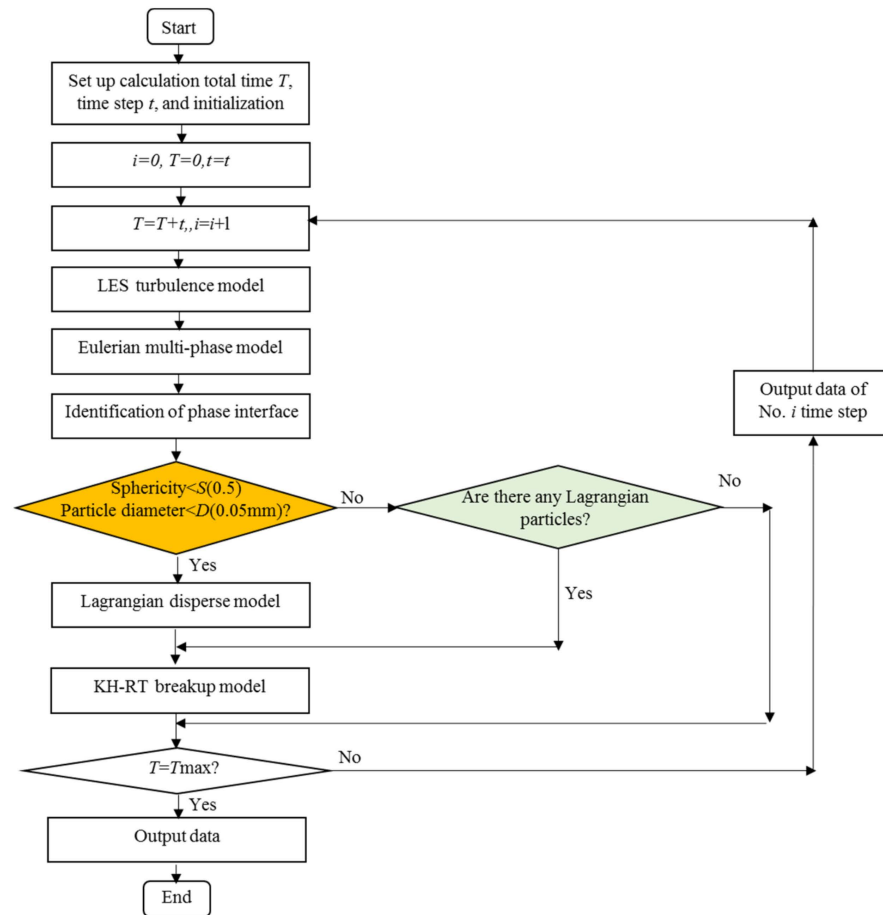 Start
Set up calculation total time T,
time step t, and initialization
i=0, T=0,t=t
T=T+t,,i=i+1
LES turbulence model
Eulerian multi-phase model
Output data of
No. i time step
Identification of phase interface
Sphericity<S(0.5)
Particle diameter<D(0.05mm)?
No
Are there any Lagrangian
particles?
No
Yes
Yes
Lagrangian disperse model
KH-RT breakup model
T=Tmax?
No
Yes
Output data
End